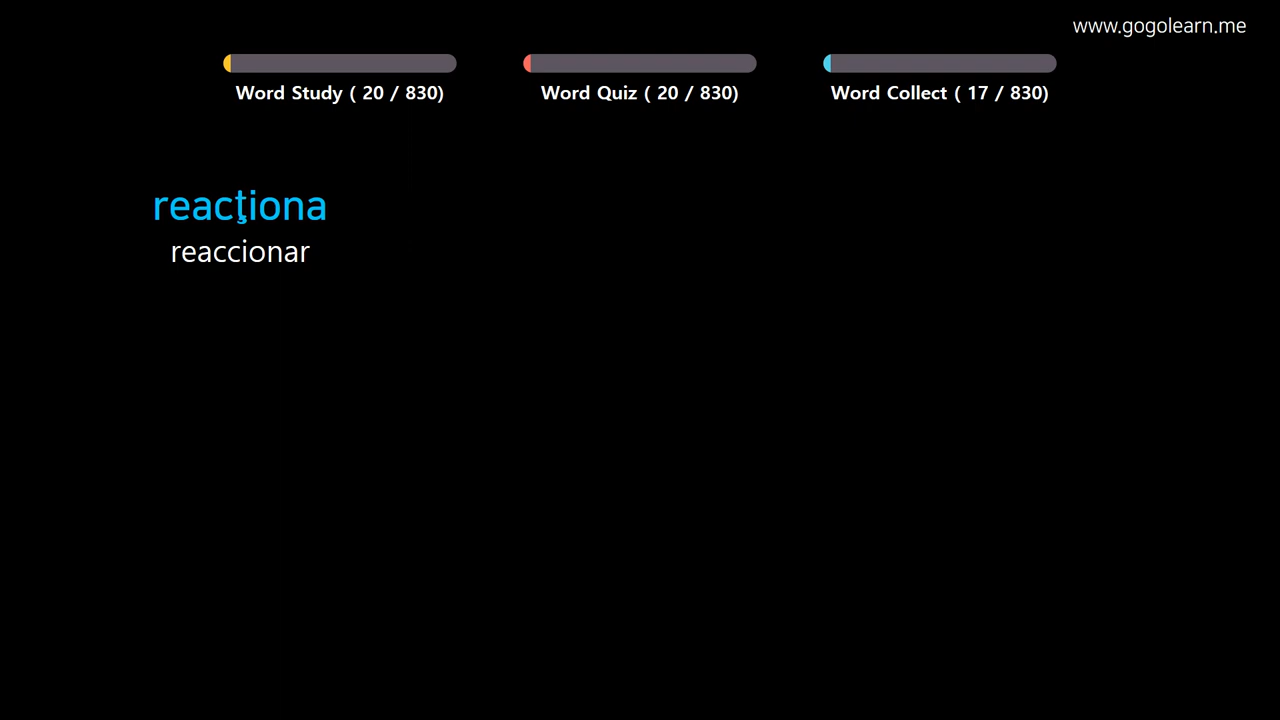 www.gogolearn.me
Word Study ( 20 / 830)
Word Quiz ( 20 / 830)
Word Collect ( 17 / 830)
reacţiona
reaccionar